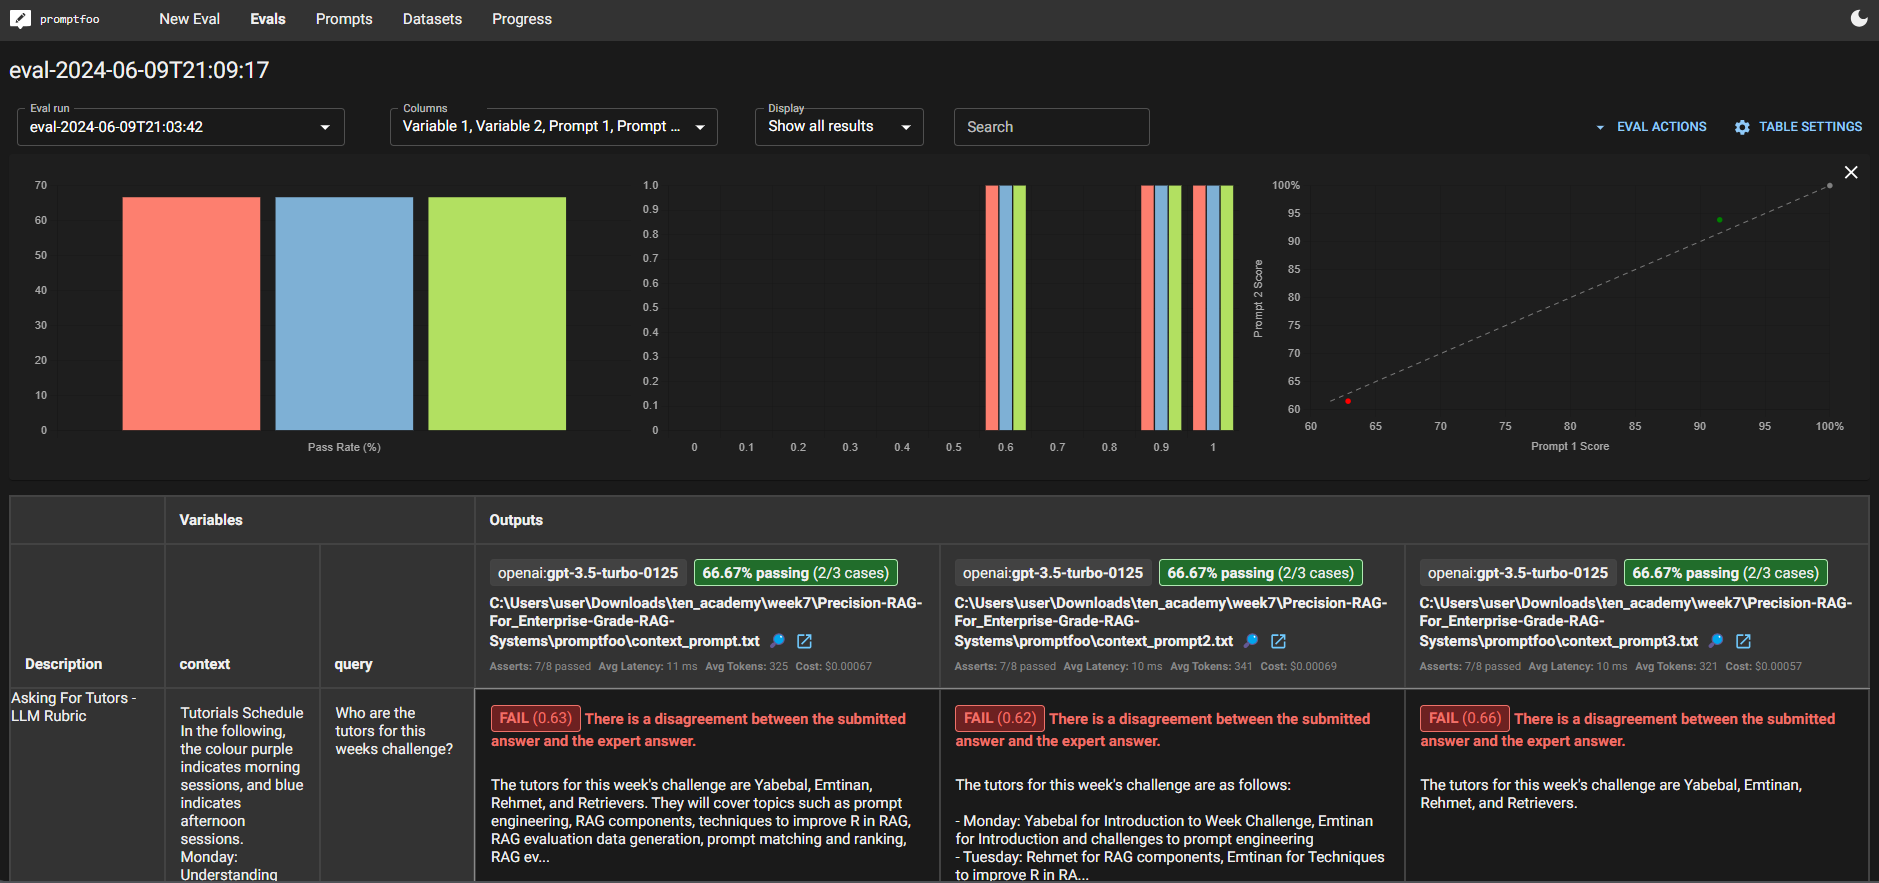 promptfoo
New Eval
Evals
Prompts
Datasets
Progress
eval-2024-06-09T21:09:17
Eval run
eval-2024-06-09T21:03:42
Columns
Variable 1, Variable 2, Prompt 1, Prompt ...
Display
Show all results
Search
EVAL ACTIONS
TABLE SETTINGS
70
60
50
40
30
20
10
0
Pass Rate (%)
1.0
0.9
0.8
0.7
0.6
0.5
0.4
0.3
0.2
0.1
0
0 0.1 0.2 0.3 0.4 0.5 0.6 0.7 0.8 0.9 1
Prompt 2 Score
100%
95
90
85
80
75
70
65
60
60 65 70 75 80 85 90 95 100%
Prompt 1 Score
Variables
Outputs
Description
context
query
openai:gpt-3.5-turbo-0125
66.67% passing (2/3 cases)
C:\Users\user\Downloads\ten_academy\week7\Precision-RAG-
For_Enterprise-Grade-RAG-
Systems\promptfoo\context_prompt.txt
Asserts: 7/8 passed Avg Latency: 11 ms Avg Tokens: 325 Cost: $0.00067
openai:gpt-3.5-turbo-0125
66.67% passing (2/3 cases)
C:\Users\user\Downloads\ten_academy\week7\Precision-RAG-
For_Enterprise-Grade-RAG-
Systems\promptfoo\context_prompt2.txt
Asserts: 7/8 passed Avg Latency: 10 ms Avg Tokens: 341 Cost: $0.00069
openai:gpt-3.5-turbo-0125
66.67% passing (2/3 cases)
C:\Users\user\Downloads\ten_academy\week7\Precision-RAG-
For_Enterprise-Grade-RAG-
Systems\promptfoo\context_prompt3.txt
Asserts: 7/8 passed Avg Latency: 10 ms Avg Tokens: 321 Cost: $0.00057
Asking For Tutors -
LLM Rubric
Tutorials Schedule
In the following,
the colour purple
indicates morning
sessions, and blue
indicates
afternoon
sessions.
Monday:
Understanding
Who are the
tutors for this
weeks challenge?
FAIL (0.63) There is a disagreement between the submitted
answer and the expert answer.
The tutors for this week's challenge are Yabebal, Emtinan,
Rehmet, and Retrievers. They will cover topics such as prompt
engineering, RAG components, techniques to improve R in RAG,
RAG evaluation data generation, prompt matching and ranking,
RAG ev...
FAIL (0.62) There is a disagreement between the submitted
answer and the expert answer.
The tutors for this week's challenge are as follows:
- Monday: Yabebal for Introduction to Week Challenge, Emtinan
for Introduction and challenges to prompt engineering
- Tuesday: Rehmet for RAG components, Emtinan for Techniques
to improve R in RA...
FAIL (0.66) There is a disagreement between the submitted
answer and the expert answer.
The tutors for this week's challenge are Yabebal, Emtinan,
Rehmet, and Retrievers.